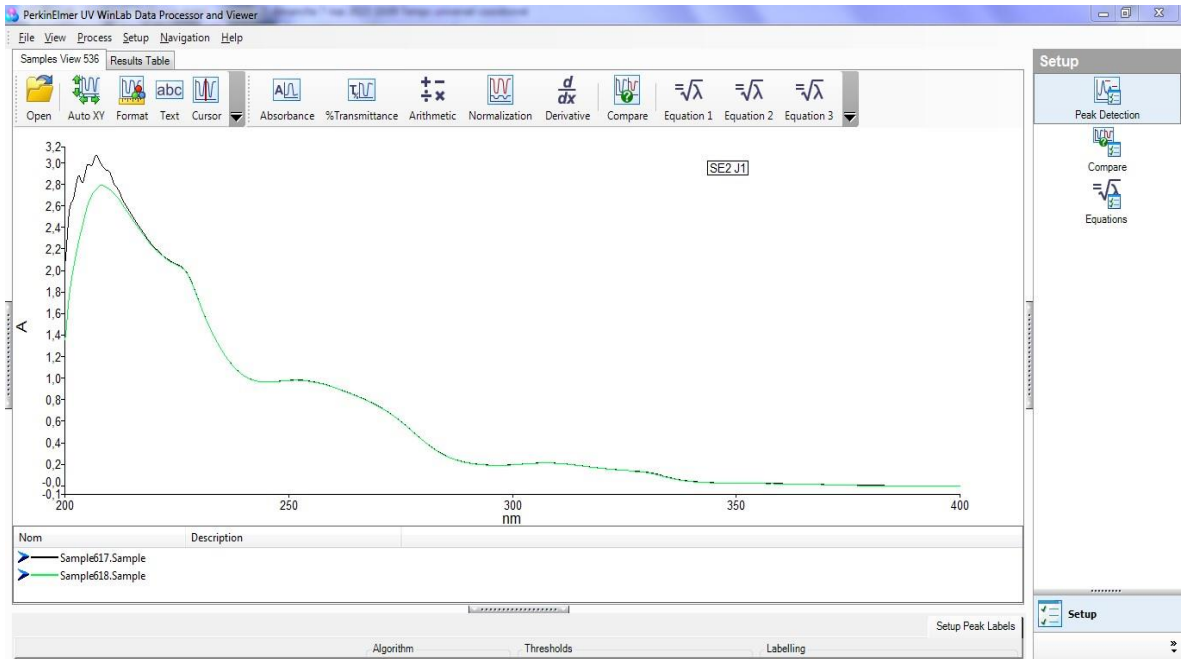 PerkinElmer UV WinLab Data Processor and Viewer
File View Process Setup Navigation Help
Samples View 536 Results Table
Open Auto XY Format abc Text Cursor Absorbance %Transmittance Arithmetic Normalization d/dx Derivative Compare =√λ Equation 1 =√λ Equation 2 =√λ Equation 3
Setup
Peak Detection
Compare
Equations
SE2 J1
3,2
3,0
2,8
2,6
2,4
2,2
2,0
1,8
1,6
A
1,4
1,2
1,0
0,8
0,6
0,4
0,2
-0,0
-0,1
200 250 300 350 400
nm
Nom Description
Sample617.Sample
Sample618.Sample
Setup
Setup Peak Labels
Algorithm Thresholds Labelling